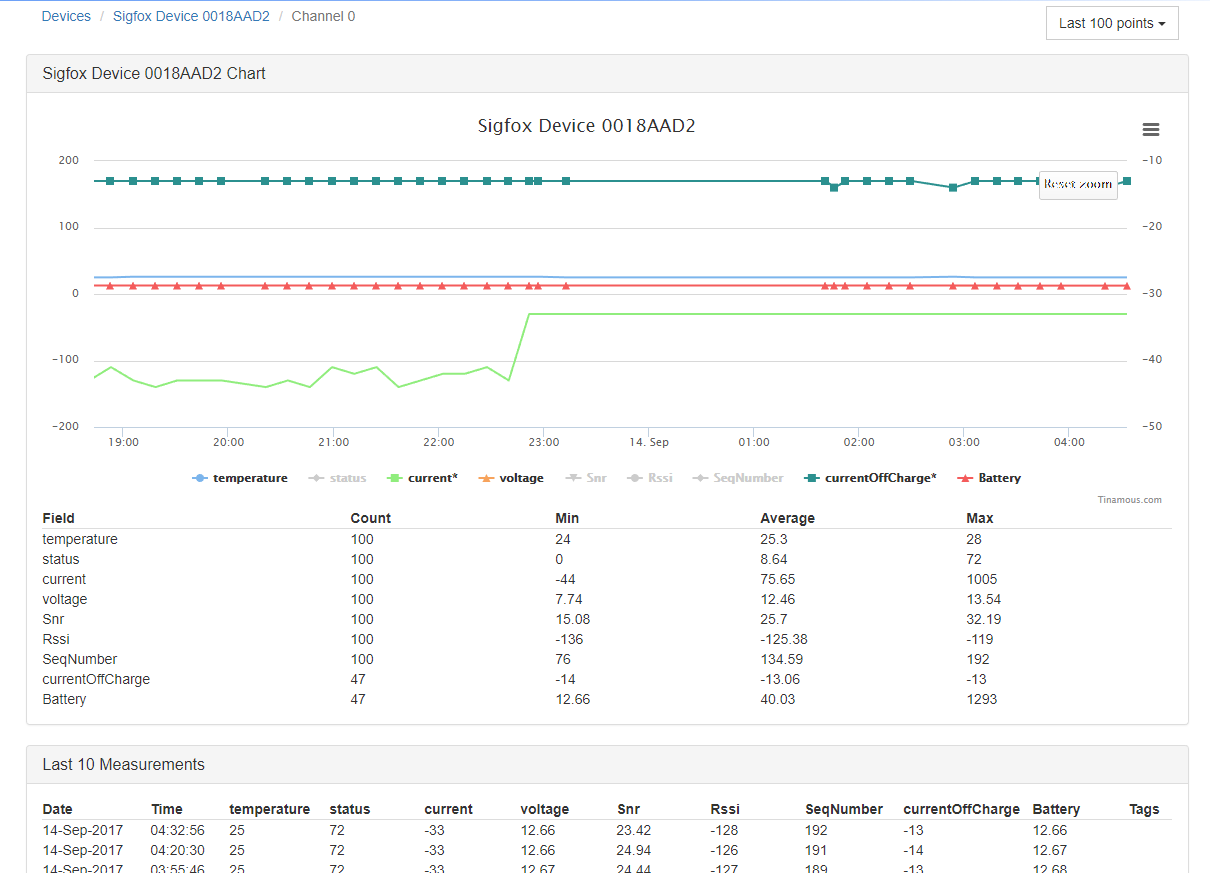 Devices / Sigfox Device 0018AAD2 / Channel 0
Last 100 points
Sigfox Device 0018AAD2 Chart
Sigfox Device 0018AAD2
200 -10
Reset zoom
100 -20
0 -30
-100 -40
-200 -50
19:00 20:00 21:00 22:00 23:00 14. Sep 01:00 02:00 03:00 04:00
temperature status current* voltage Snr Rssi SeqNumber currentOffCharge* Battery
Tinamous.com
Field Count Min Average Max
temperature 100 24 25.3 28
status 100 0 8.64 72
current 100 -44 75.65 1005
voltage 100 7.74 12.46 13.54
Snr 100 15.08 25.7 32.19
Rssi 100 -136 -125.38 -119
SeqNumber 100 76 134.59 192
currentOffCharge 47 -14 -13.06 -13
Battery 47 12.66 40.03 1293
Last 10 Measurements
Date Time temperature status current voltage Snr Rssi SeqNumber currentOffCharge Battery Tags
14-Sep-2017 04:32:56 25 72 -33 12.66 23.42 -128 192 -13 12.66
14-Sep-2017 04:20:30 25 72 -33 12.66 24.94 -126 191 -14 12.67
14-Sep-2017 03:55:46 25 72 -33 12.67 24.44 -127 189 -13 12.68